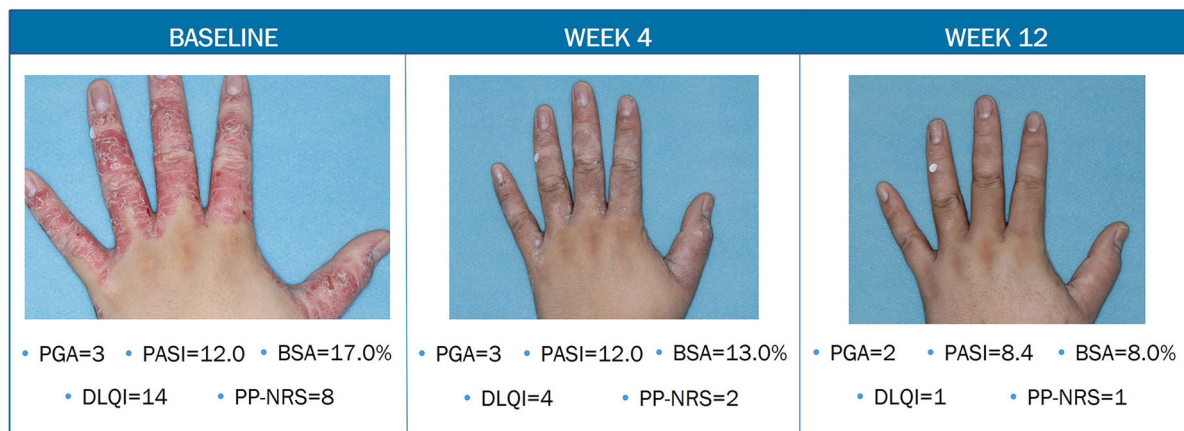 BASELINE
WEEK 4
WEEK 12
• PGA=3 • PASI=12.0 • BSA=17.0%
• DLQI=14 • PP-NRS=8
• PGA=3 • PASI=12.0 • BSA=13.0%
• DLQI=4 • PP-NRS=2
• PGA=2 • PASI=8.4 • BSA=8.0%
• DLQI=1 • PP-NRS=1